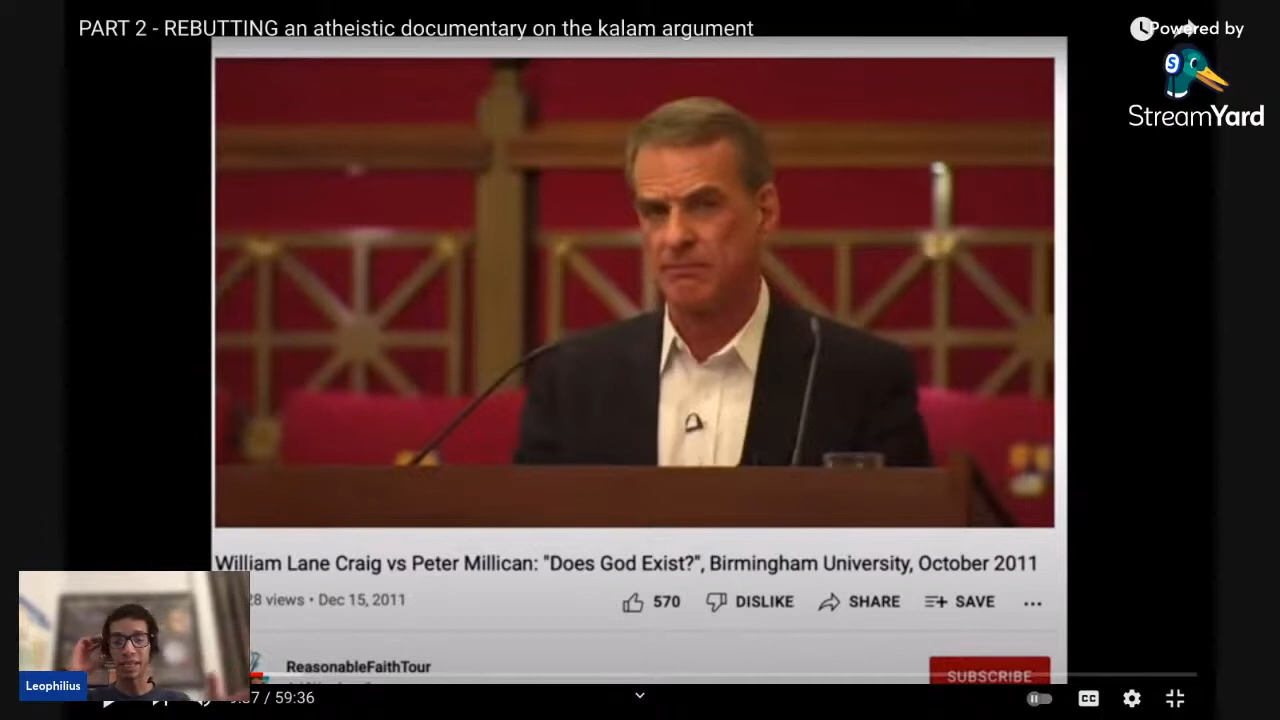 PART 2 - REBUTTING an atheistic documentary on the kalam argument
Powered by
S
StreamYard
William Lane Craig vs Peter Millican: "Does God Exist?", Birmingham University, October 2011
views • Dec 15, 2011
570
DISLIKE
SHARE
SAVE
ReasonableFaithTour
SUBSCRIBE
Leophilius
/ 59:36
CC